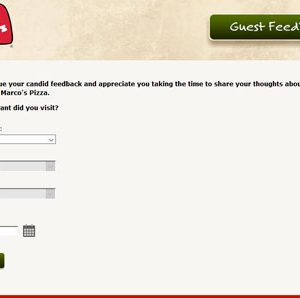 Guest Feed
ue your candid feedback and appreciate you taking the time to share your thoughts abou
Marco's Pizza.
ant did you visit?
: